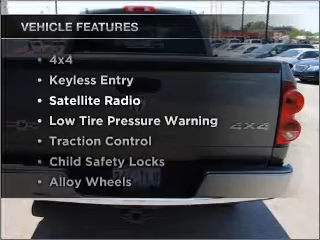 VEHICLE FEATURES
• 4x4
• Keyless Entry
• Satellite Radio
• Low Tire Pressure Warning
4X4
• Traction Control
• Child Safety Locks
• Alloy Wheels